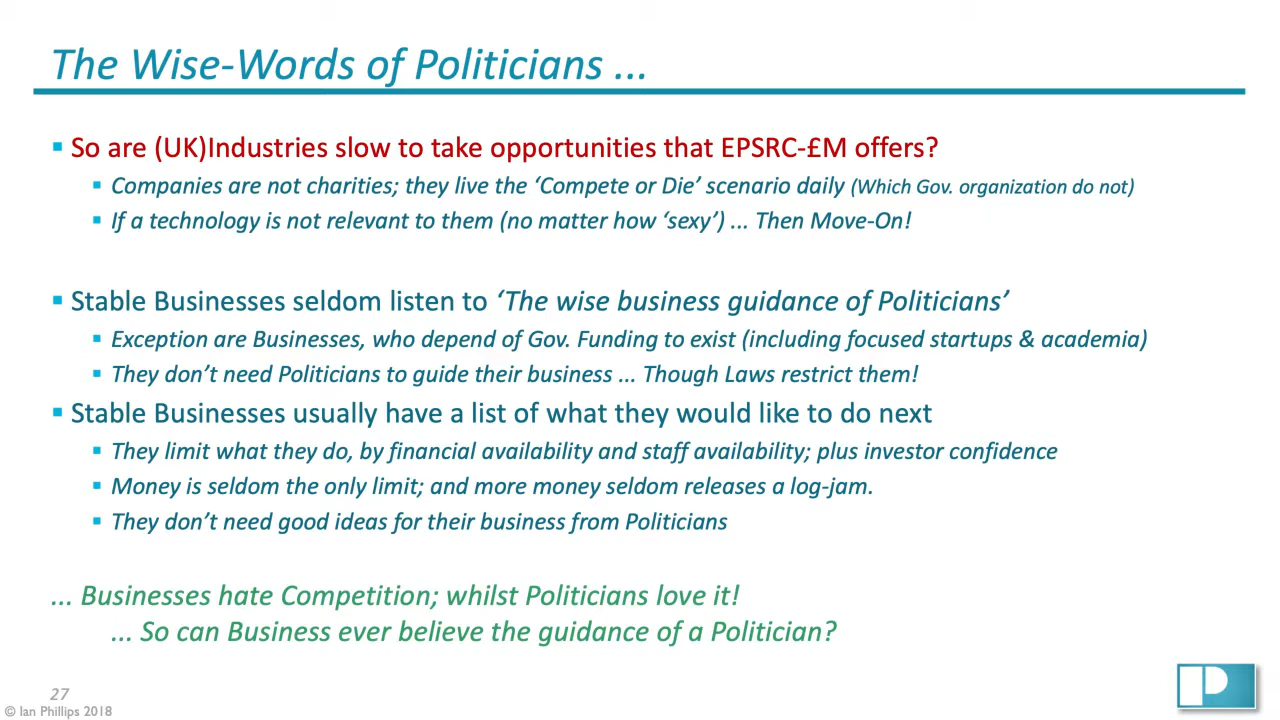 The Wise-Words of Politicians ...
▪ So are (UK)Industries slow to take opportunities that EPSRC-£M offers?
▪ Companies are not charities; they live the ‘Compete or Die’ scenario daily (Which Gov. organization do not)
▪ If a technology is not relevant to them (no matter how ‘sexy’) ... Then Move-On!
▪ Stable Businesses seldom listen to ‘The wise business guidance of Politicians’
▪ Exception are Businesses, who depend of Gov. Funding to exist (including focused startups & academia)
▪ They don’t need Politicians to guide their business ... Though Laws restrict them!
▪ Stable Businesses usually have a list of what they would like to do next
▪ They limit what they do, by financial availability and staff availability; plus investor confidence
▪ Money is seldom the only limit; and more money seldom releases a log-jam.
▪ They don’t need good ideas for their business from Politicians
... Businesses hate Competition; whilst Politicians love it!
... So can Business ever believe the guidance of a Politician?
27
© Ian Phillips 2018
P